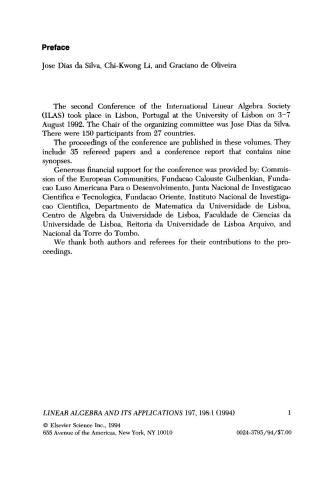 Preface
Jose Dias da Silva, Chi-Kwong Li, and Graciano de Oliveira
The second Conference of the International Linear Algebra Society
(ILAS) took place in Lisbon, Portugal at the University of Lisbon on 3–7
August 1992. The Chair of the organizing committee was Jose Dias da Silva.
There were 150 participants from 27 countries.
The proceedings of the conference are published in these volumes. They
include 35 refereed papers and a conference report that contains nine
synopses.
Generous financial support for the conference was provided by: Commis-
sion of the European Communities, Fundacao Calouste Gulbenkian, Funda-
cao Luso Americana Para o Desenvolvimento, Junta Nacional de Investigacao
Cientifica e Tecnologica, Fundacao Oriente, Instituto Nacional de Investiga-
cao Cientifica, Departmento de Matematica da Universidade de Lisboa,
Centro de Algebra da Universidade de Lisboa, Faculdade de Ciencias da
Universidade de Lisboa, Reitoria da Universidade de Lisboa Arquivo, and
Nacional da Torre do Tombo.
We thank both authors and referees for their contributions to the pro-
ceedings.
LINEAR ALGEBRA AND ITS APPLICATIONS 197, 198:1 (1994) 1
© Elsevier Science Inc., 1994
655 Avenue of the Americas, New York, NY 10010 0024-3795/94/$7.00